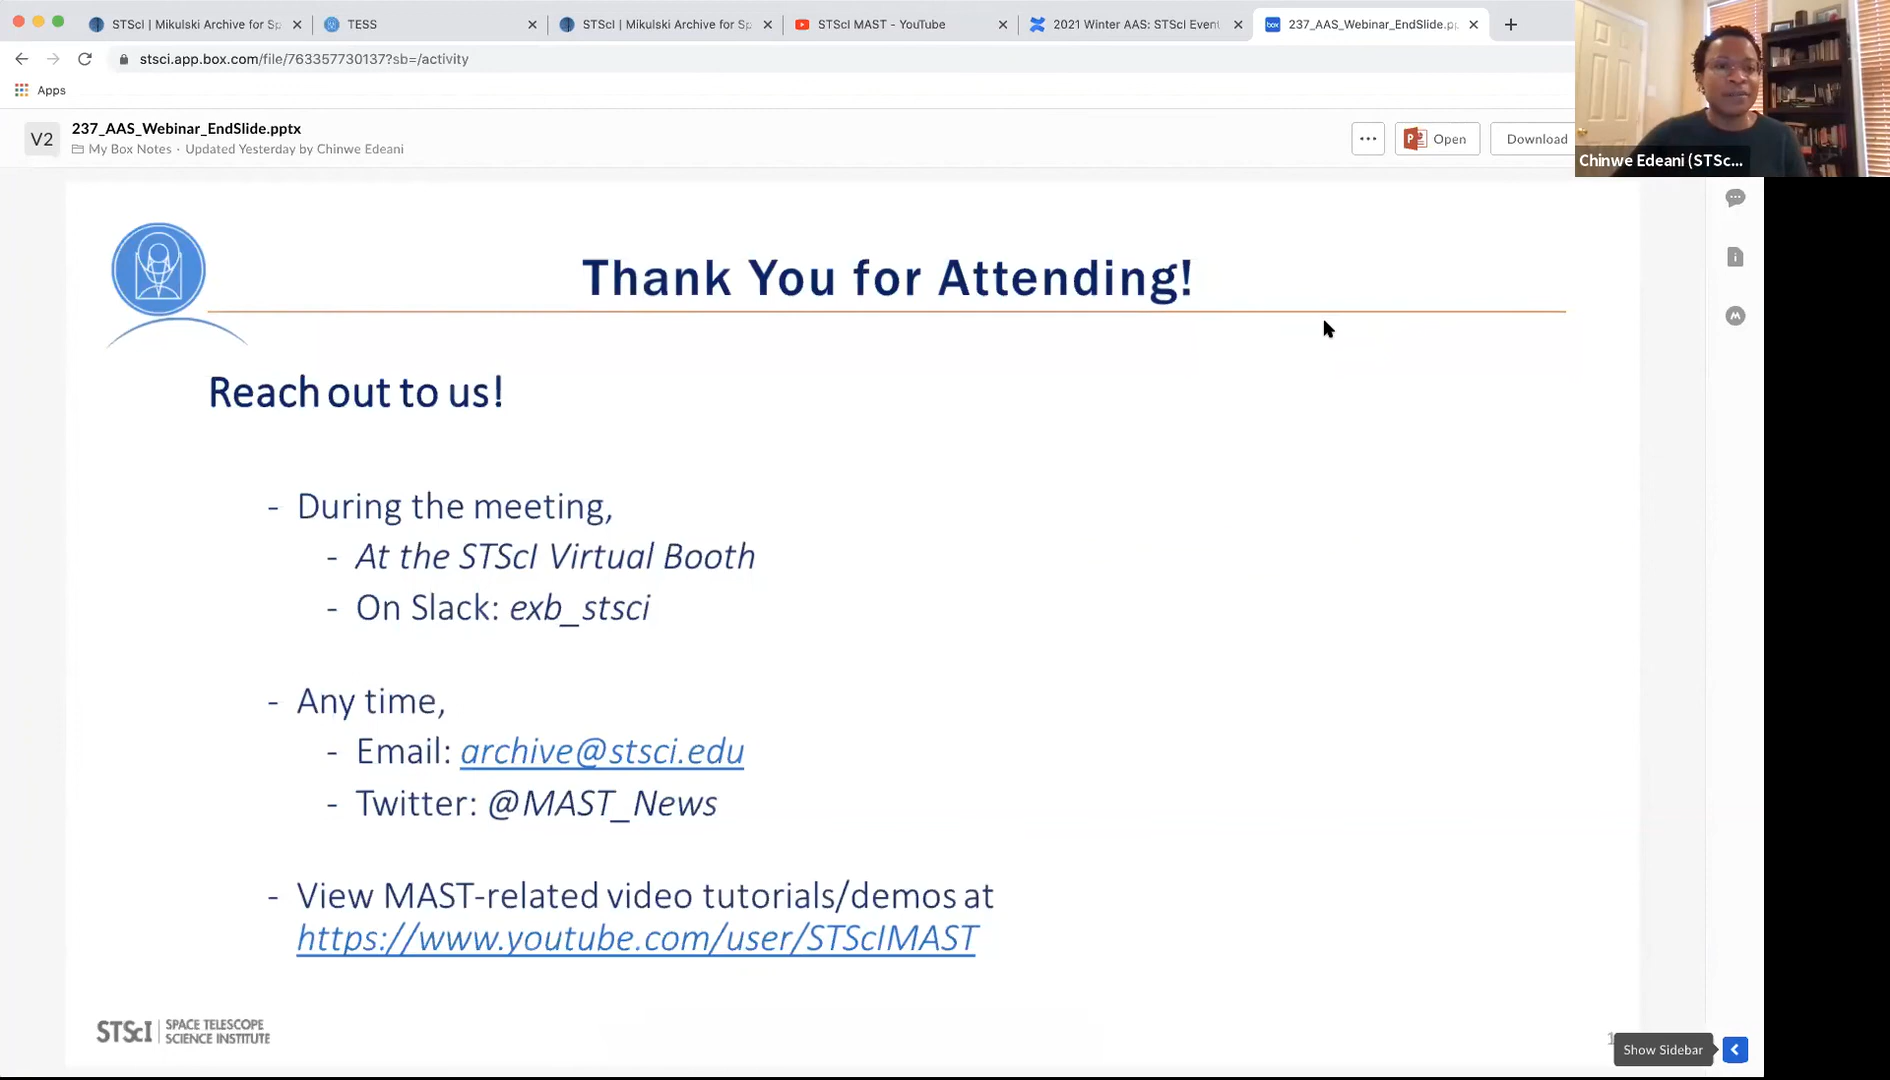 STScI | Mikulski Archive for Sp
TESS
STScI | Mikulski Archive for Sp
STScI MAST - YouTube
2021 Winter AAS: STScI Event
237_AAS_Webinar_EndSlide.pp
stsci.app.box.com/file/763357730137?sb=/activity
Apps
V2
237_AAS_Webinar_EndSlide.pptx
My Box Notes · Updated Yesterday by Chinwe Edeani
Open
Download
Chinwe Edeani (STSc...
Thank You for Attending!
Reach out to us!
- During the meeting,
- At the STScI Virtual Booth
- On Slack: exb_stsci
- Any time,
- Email: archive@stsci.edu
- Twitter: @MAST_News
- View MAST-related video tutorials/demos at
https://www.youtube.com/user/STScIMAST
STScI | SPACE TELESCOPE
SCIENCE INSTITUTE
1
Show Sidebar